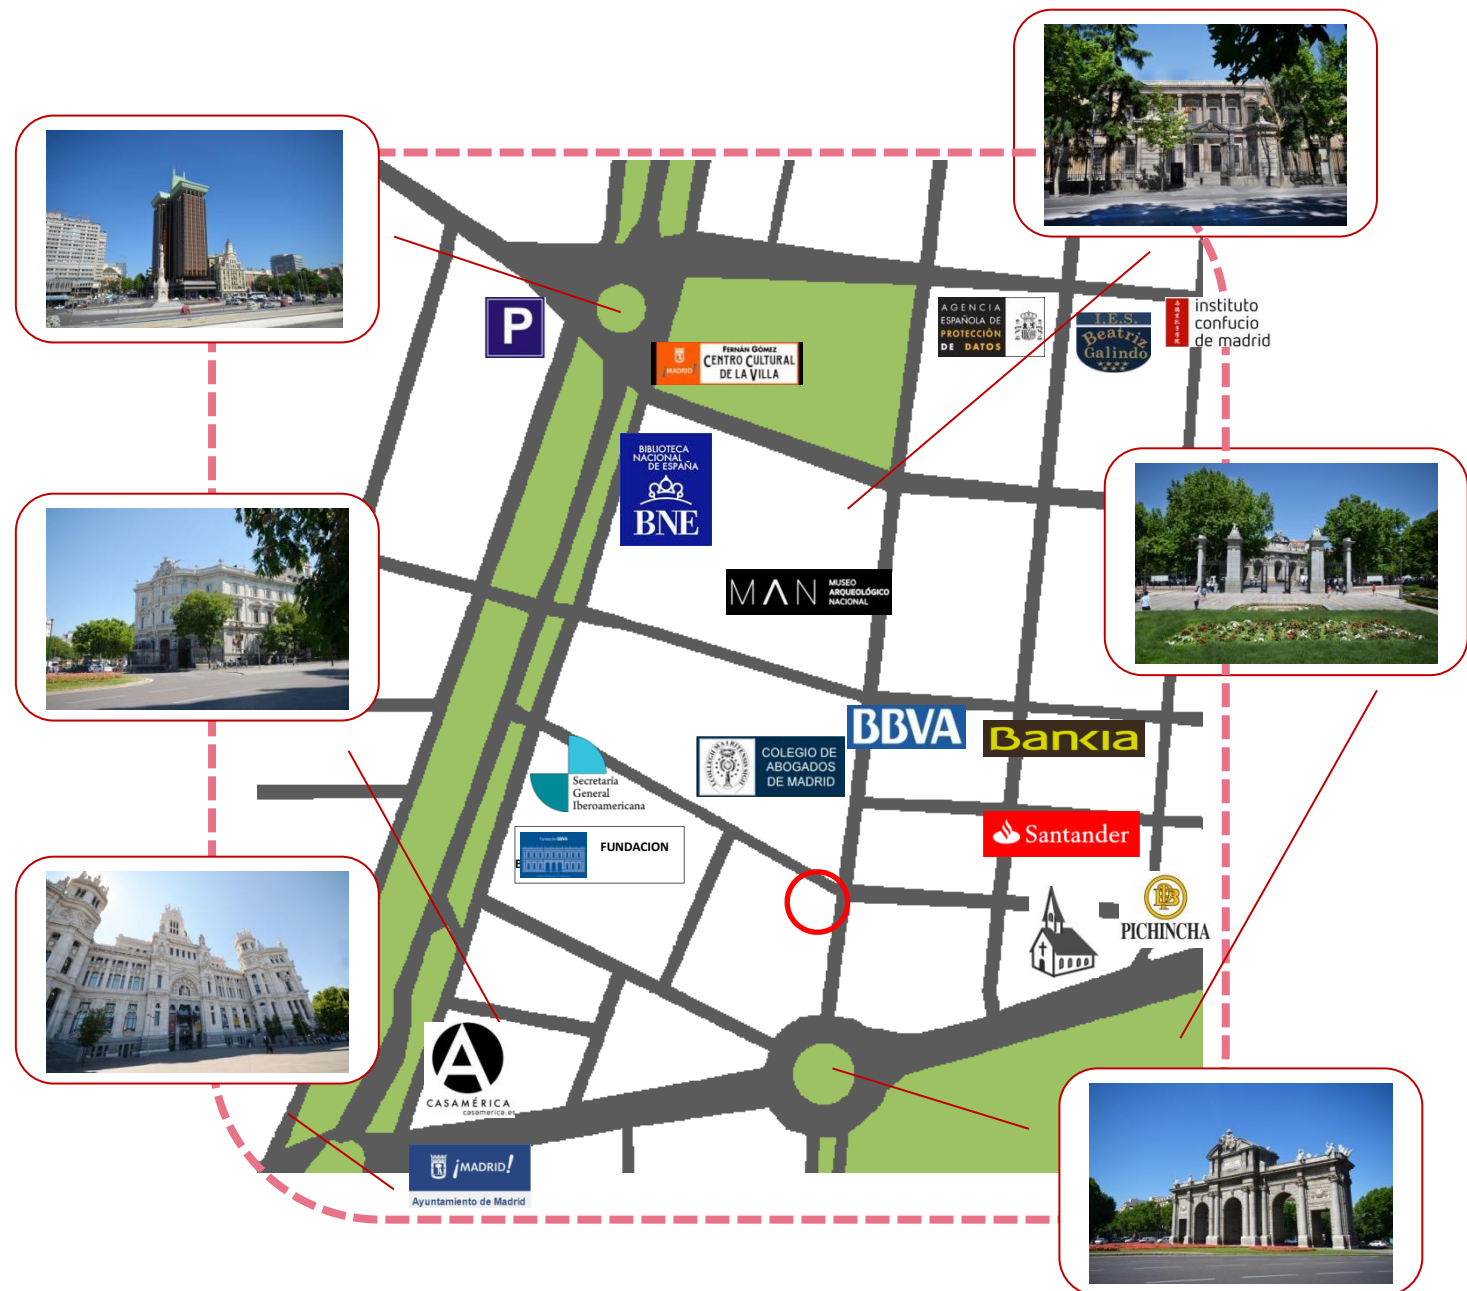 P
FERNÁN GÓMEZ
CENTRO CULTURAL
DE LA VILLA
¡MADRID!
AGENCIA
ESPAÑOLA DE
PROTECCIÓN
DE DATOS
I.E.S.
Beatriz
Galindo
instituto
confucio
de madrid
BIBLIOTECA
NACIONAL
DE ESPAÑA
BNE
MAN
MUSEO
ARQUEOLÓGICO
NACIONAL
BBVA
Bankia
COLEGIO DE
ABOGADOS
DE MADRID
Secretaría
General
Iberoamericana
Santander
Fundación BBVA
FUNDACION
B
PICHINCHA
A
CASAMÉRICA
casamerica.es
¡MADRID!
Ayuntamiento de Madrid